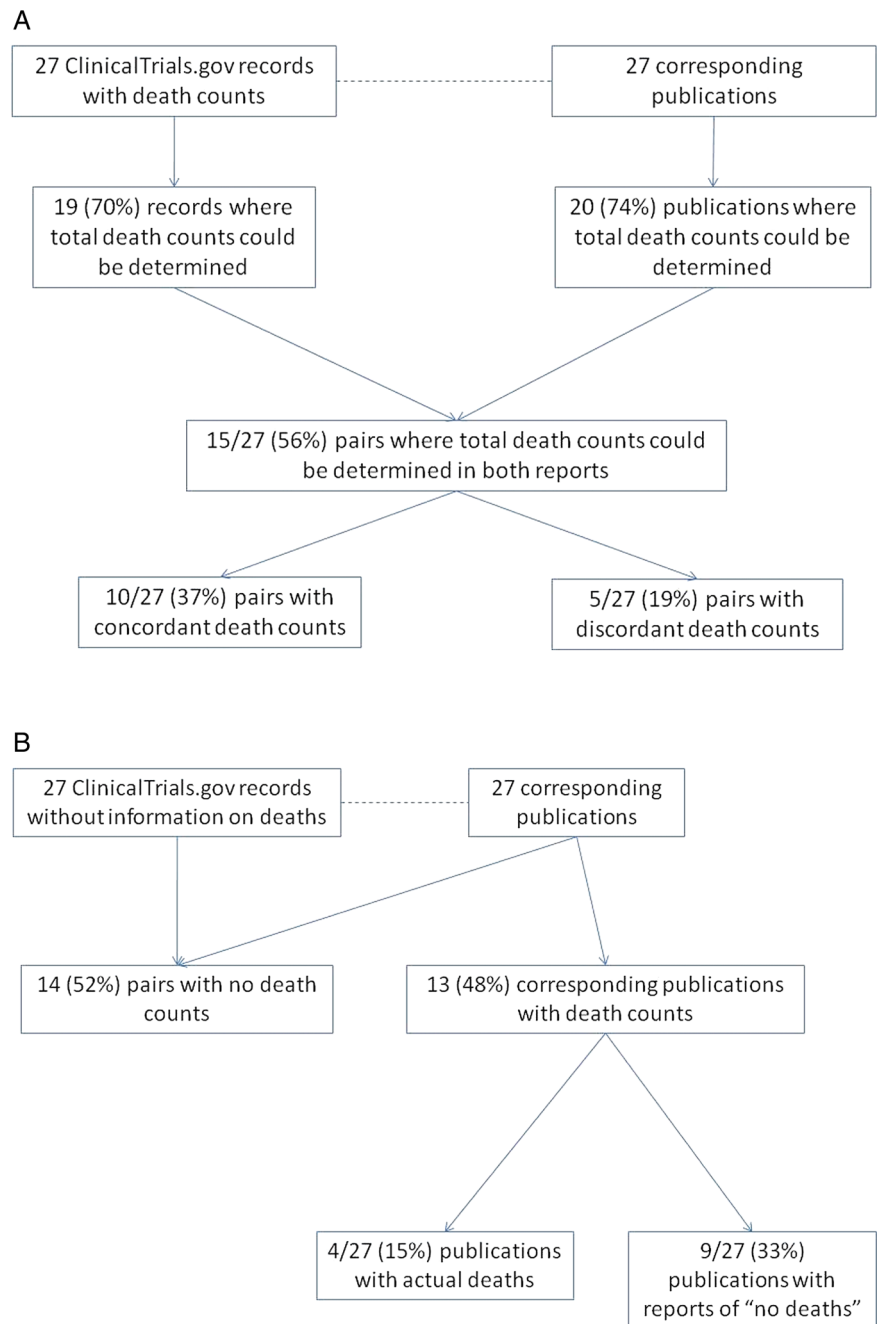 A
27 ClinicalTrials.gov records
with death counts
27 corresponding
publications
19 (70%) records where
total death counts could
be determined
20 (74%) publications where
total death counts could be
determined
15/27 (56%) pairs where total death counts could
be determined in both reports
10/27 (37%) pairs with
concordant death counts
5/27 (19%) pairs with
discordant death counts
B
27 ClinicalTrials.gov records
without information on deaths
27 corresponding
publications
14 (52%) pairs with no death
counts
13 (48%) corresponding publications
with death counts
4/27 (15%) publications
with actual deaths
9/27 (33%)
publications with
reports of “no deaths”